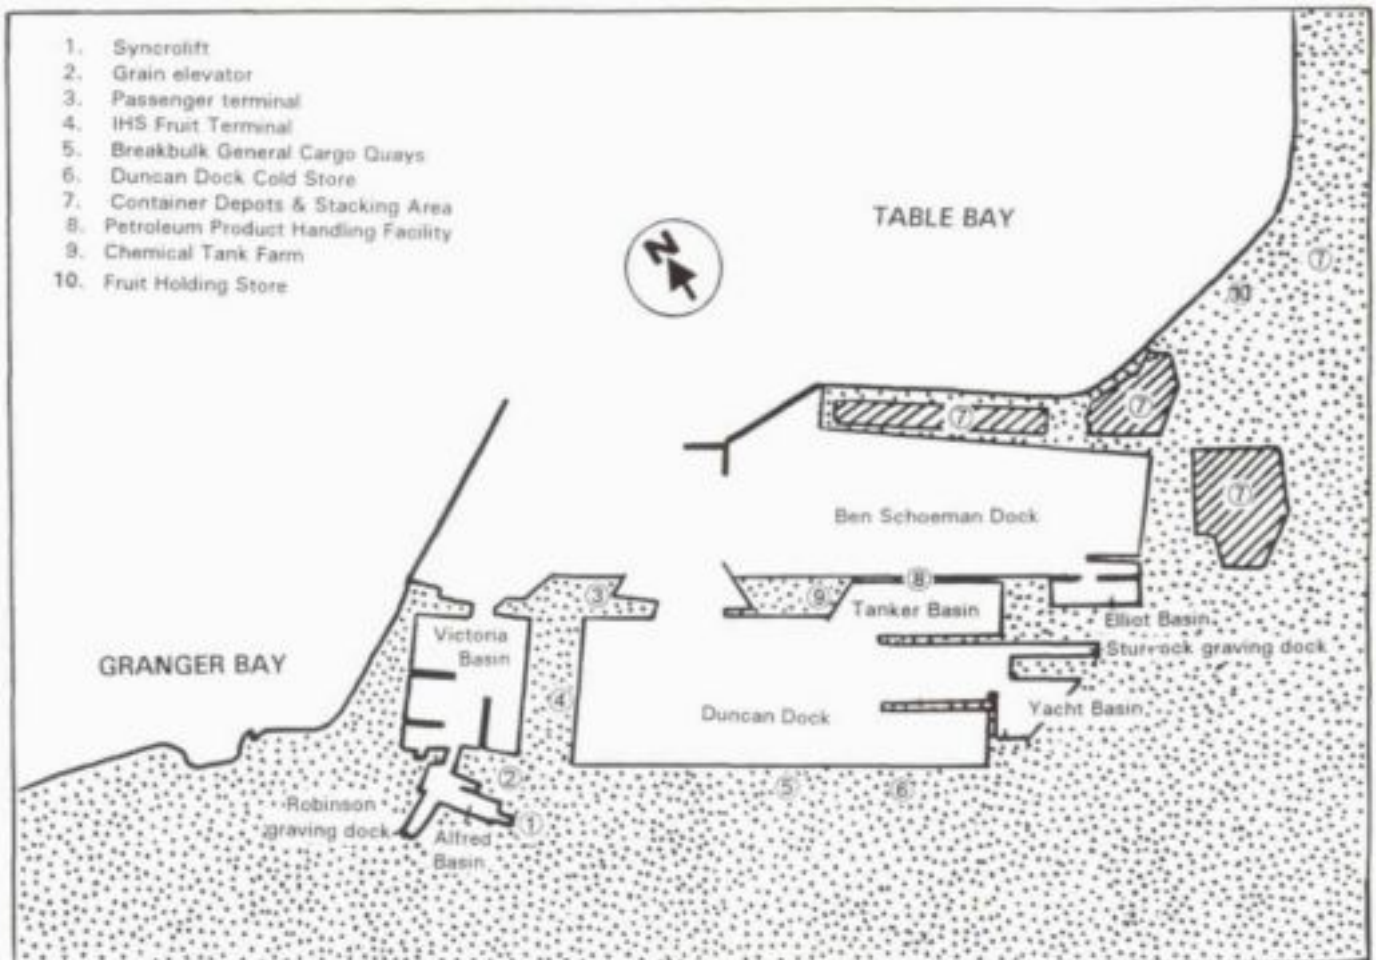 1. Syncrolift
2. Grain elevator
3. Passenger terminal
4. IHS Fruit Terminal
5. Breakbulk General Cargo Quays
6. Duncan Dock Cold Store
7. Container Depots & Stacking Area
8. Petroleum Product Handling Facility
9. Chemical Tank Farm
10. Fruit Holding Store
TABLE BAY
N
7
10
7
7
7
Ben Schoeman Dock
8
3
9
Tanker Basin
Elliot Basin
Victoria
Basin
Sturrock graving dock
GRANGER BAY
4
Duncan Dock
Yacht Basin
2
5
6
Robinson
graving dock
1
Alfred
Basin